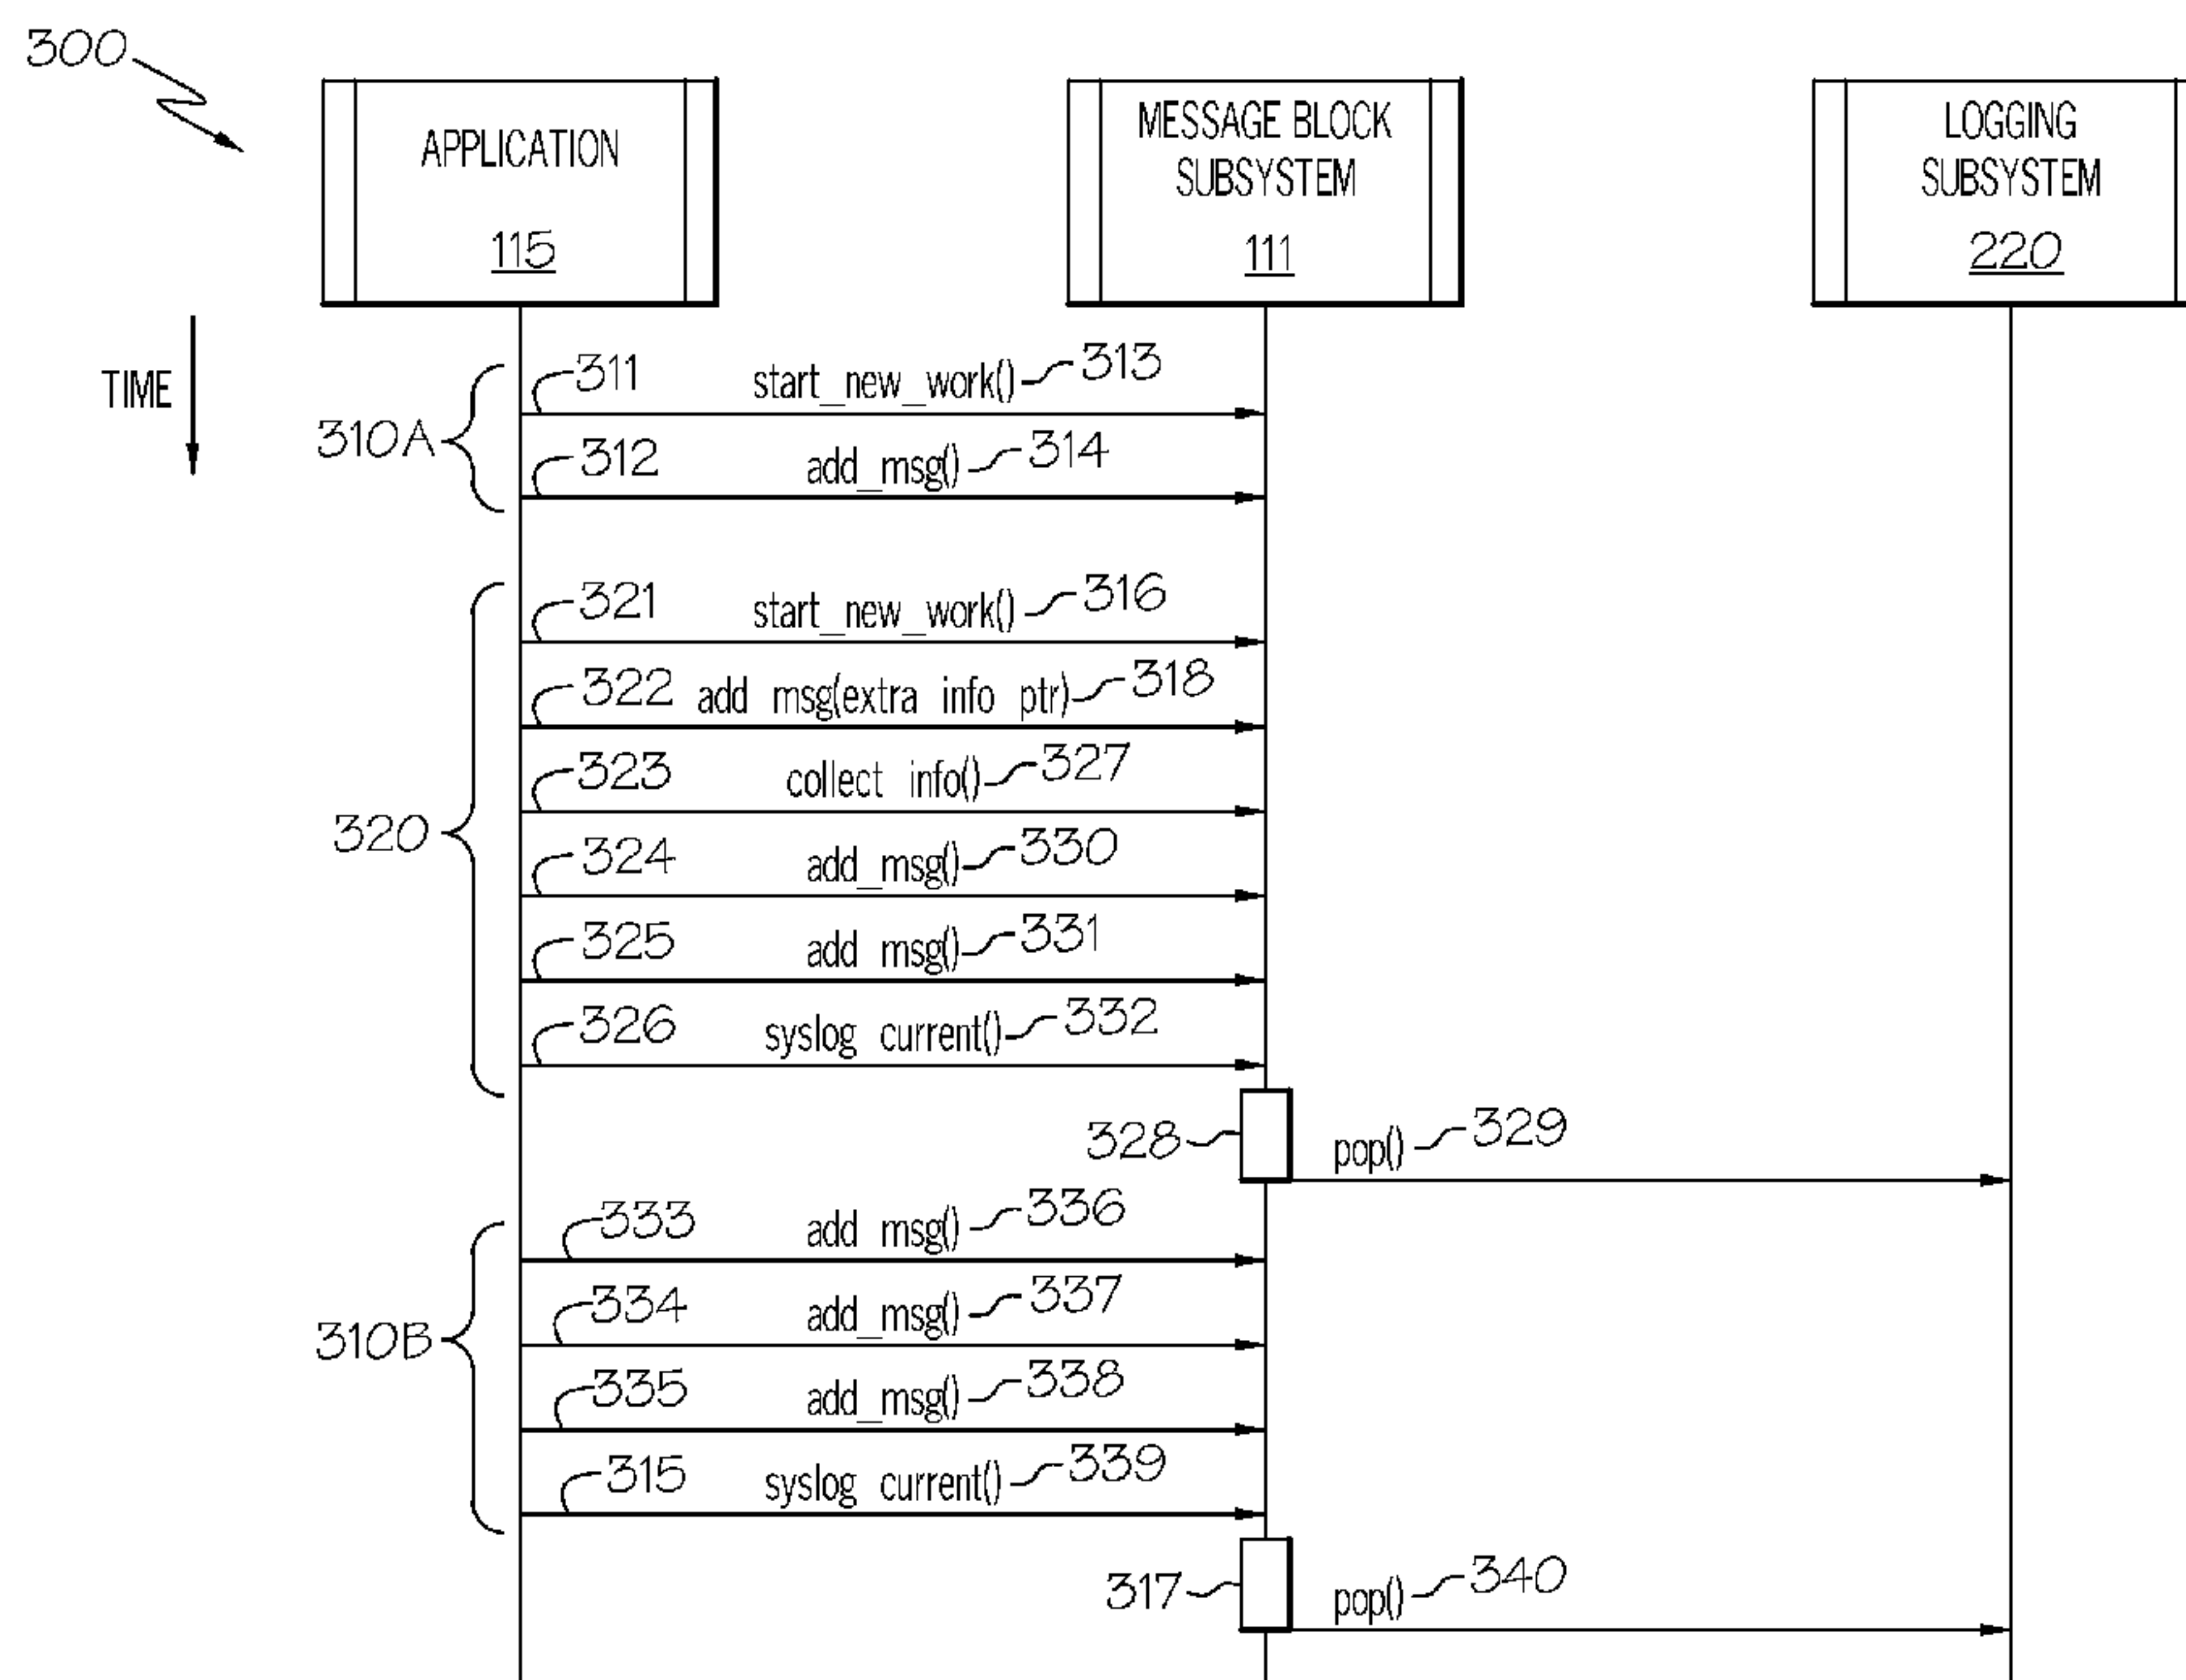 300
APPLICATION
115
MESSAGE BLOCK
SUBSYSTEM
111
LOGGING
SUBSYSTEM
220
TIME
310A
311 start_new_work() 313
312 add_msg() 314
320
321 start_new_work() 316
322 add msg(extra info ptr) 318
323 collect info() 327
324 add_msg() 330
325 add msg() 331
326 syslog current() 332
328 pop() 329
310B
333 add msg() 336
334 add_msg() 337
335 add_msg() 338
315 syslog current() 339
317 pop() 340